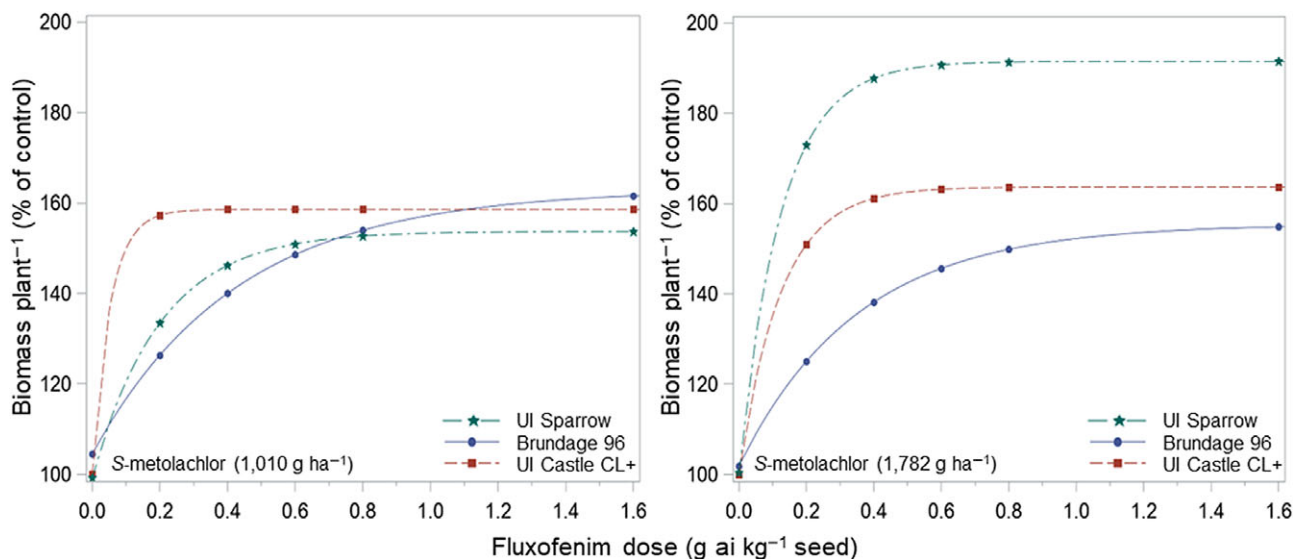 200
180
160
140
120
100
Biomass plant⁻¹ (% of control)
UI Sparrow
Brundage 96
UI Castle CL+
S-metolachlor (1,010 g ha⁻¹)
0.0 0.2 0.4 0.6 0.8 1.0 1.2 1.4 1.6
200
180
160
140
120
100
Biomass plant⁻¹ (% of control)
UI Sparrow
Brundage 96
UI Castle CL+
S-metolachlor (1,782 g ha⁻¹)
0.0 0.2 0.4 0.6 0.8 1.0 1.2 1.4 1.6
Fluxofenim dose (g ai kg⁻¹ seed)